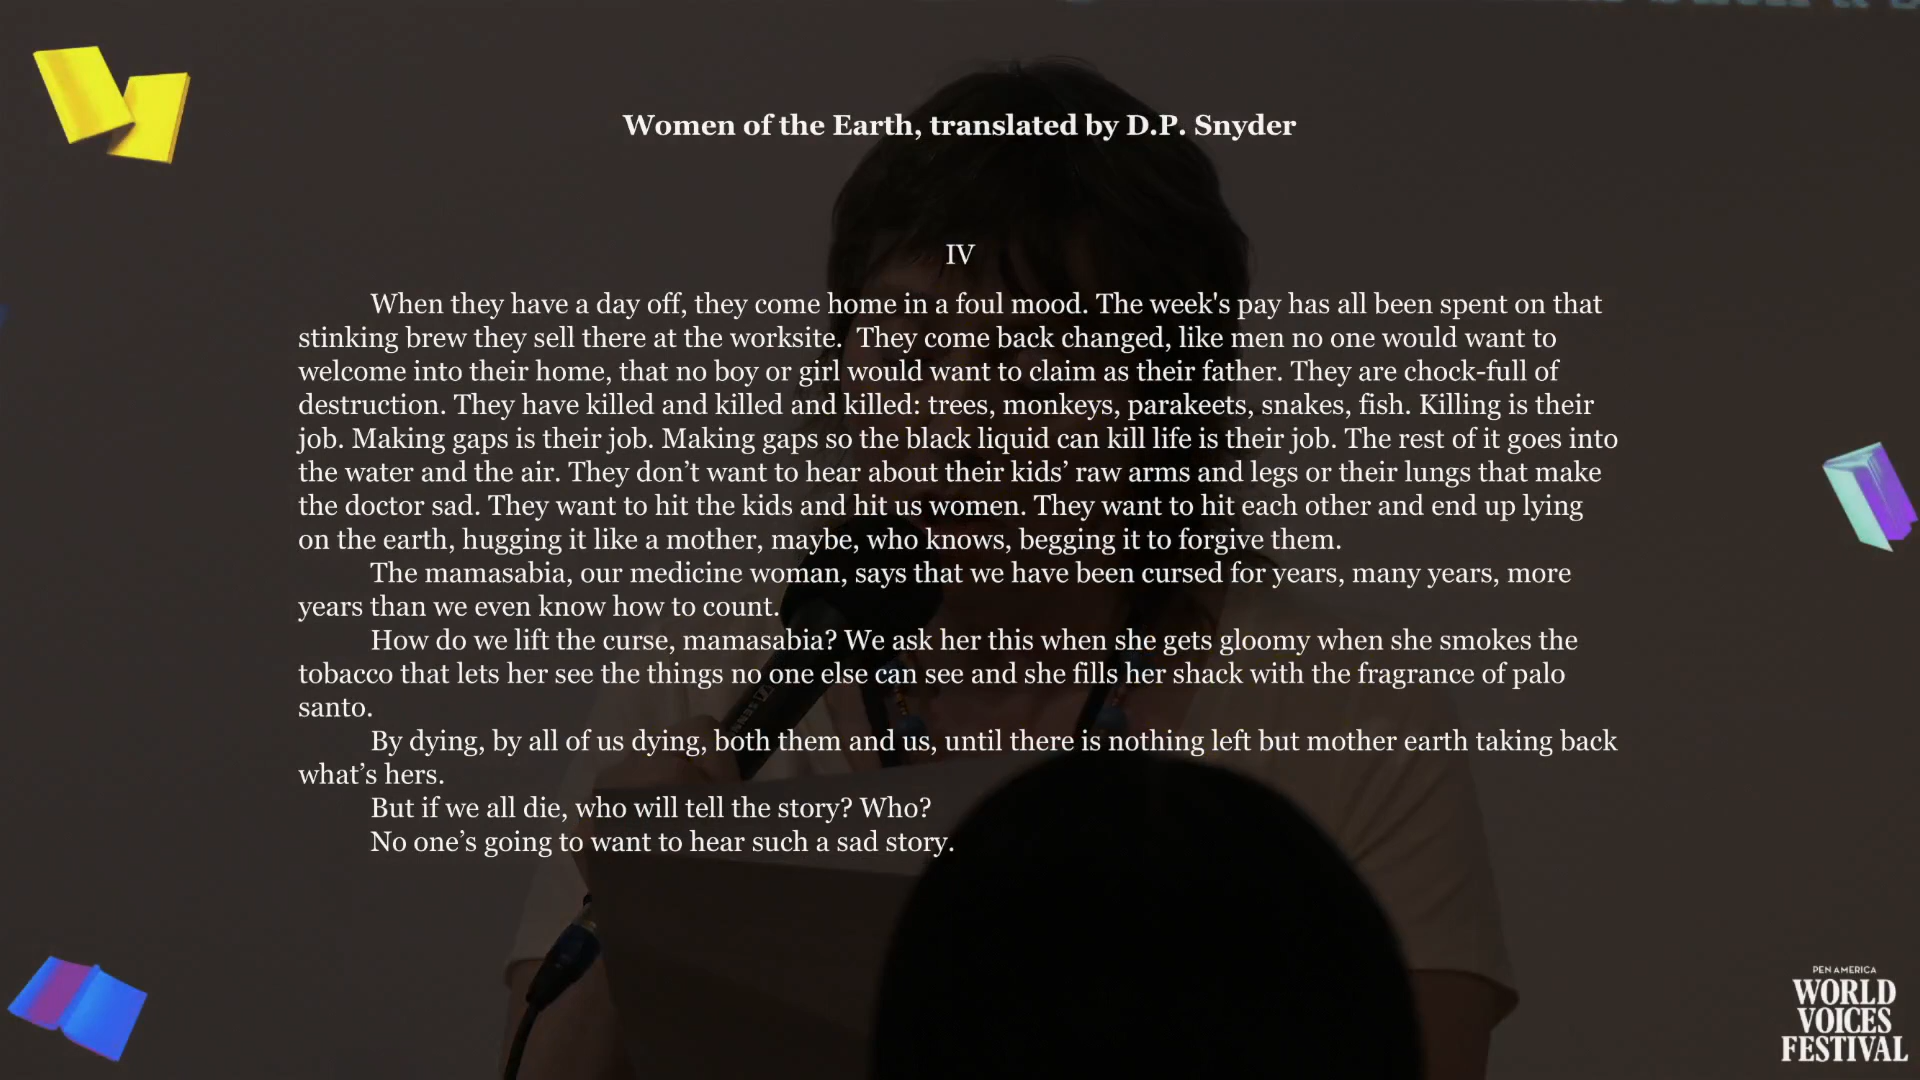 Women of the Earth, translated by D.P. Snyder
IV
When they have a day off, they come home in a foul mood. The week's pay has all been spent on that
stinking brew they sell there at the worksite.  They come back changed, like men no one would want to
welcome into their home, that no boy or girl would want to claim as their father. They are chock-full of
destruction. They have killed and killed and killed: trees, monkeys, parakeets, snakes, fish. Killing is their
job. Making gaps is their job. Making gaps so the black liquid can kill life is their job. The rest of it goes into
the water and the air. They don’t want to hear about their kids’ raw arms and legs or their lungs that make
the doctor sad. They want to hit the kids and hit us women. They want to hit each other and end up lying
on the earth, hugging it like a mother, maybe, who knows, begging it to forgive them.
The mamasabia, our medicine woman, says that we have been cursed for years, many years, more
years than we even know how to count.
How do we lift the curse, mamasabia? We ask her this when she gets gloomy when she smokes the
tobacco that lets her see the things no one else can see and she fills her shack with the fragrance of palo
santo.
By dying, by all of us dying, both them and us, until there is nothing left but mother earth taking back
what’s hers.
But if we all die, who will tell the story? Who?
No one’s going to want to hear such a sad story.
PEN AMERICA
WORLD
VOICES
FESTIVAL